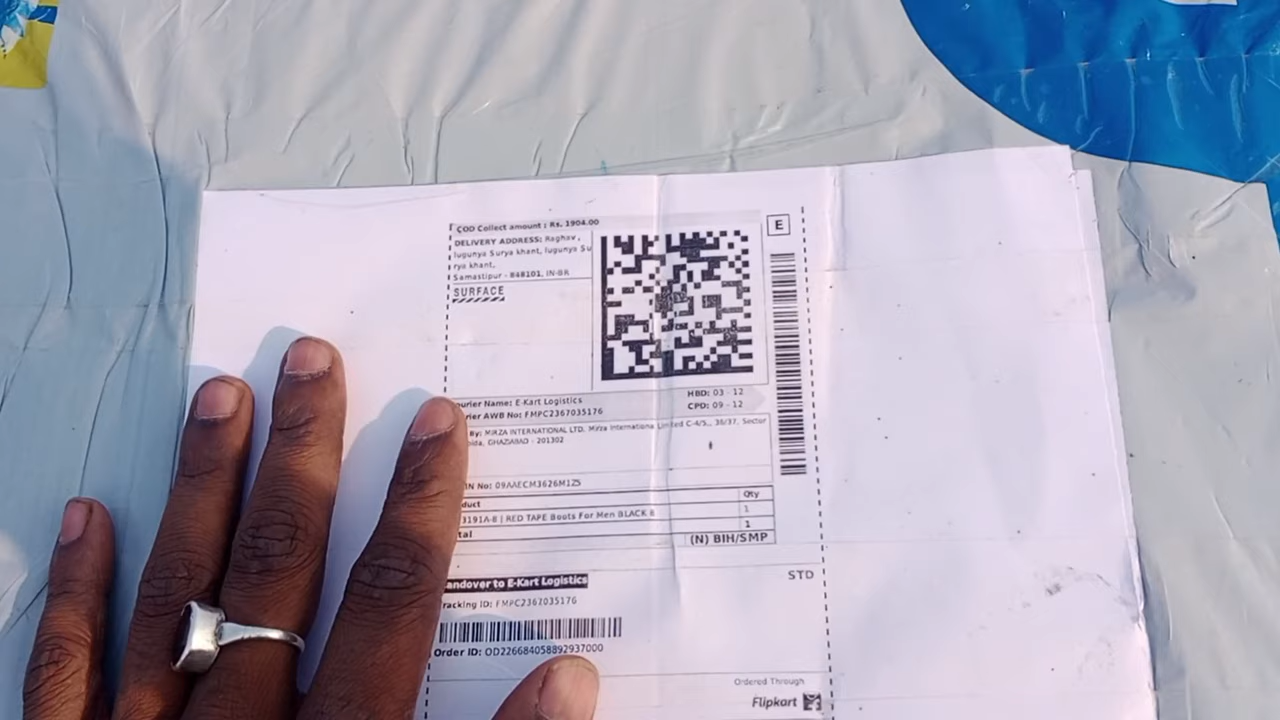 COD Collect amount : Rs. 1904.00
E
DELIVERY ADDRESS: Raghav ,
lugunya Surya khant, lugunya Su
rya khant,
Samastipur - 848101, IN-BR
SURFACE
ourier Name: E-Kart Logistics
HBD: 03 - 12
rier AWB No: FMPC2367035176
CPD: 09 - 12
By: MIRZA INTERNATIONAL LTD. Mirza International Limited C-4/5,, 36/37, Sector
oida, GHAZIABAD - 201302
IN No: 09AAECM3626M1Z5
duct
Qty
3191A-8 | RED TAPE Boots For Men BLACK 8
1
tal
1
(N) BIH/SMP
andover to E-Kart Logistics
STD
racking ID: FMPC2367035176
Order ID: OD226684058892937000
Ordered Through
Flipkart